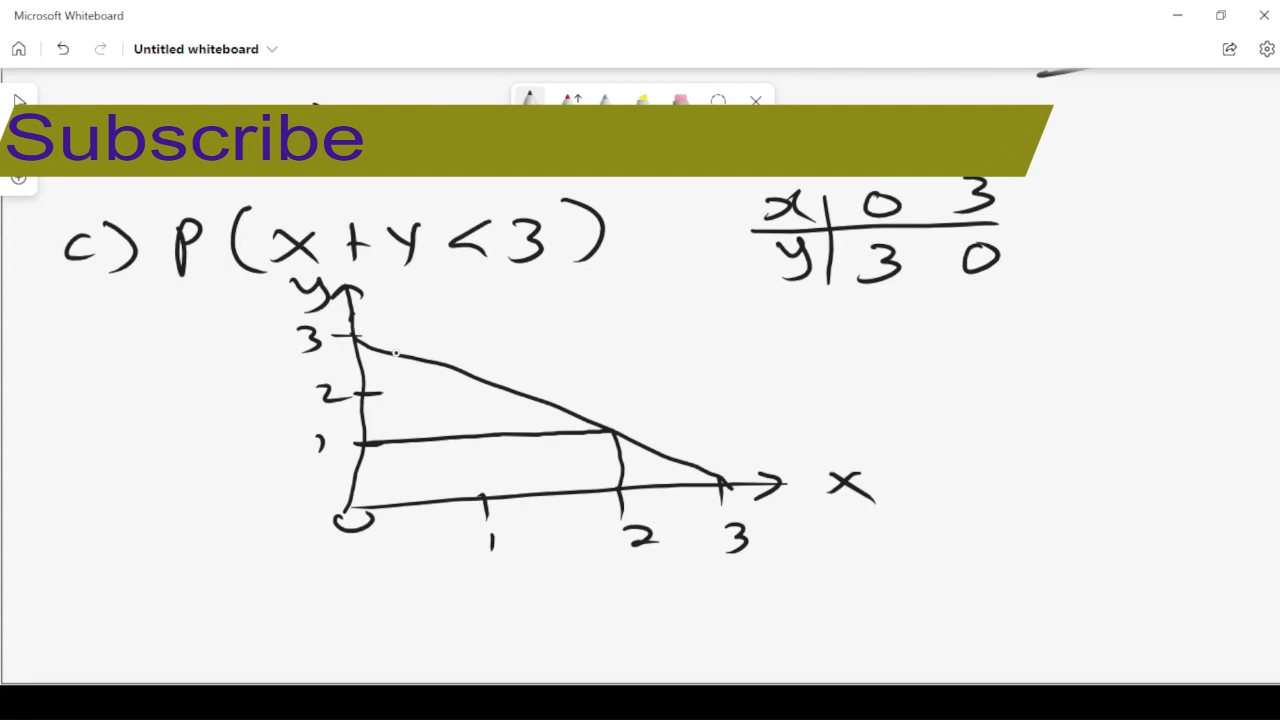 Microsoft Whiteboard
Untitled whiteboard
Subscribe
c) P(x+y<3)
x 0 3
y 3 0
y
3
2
1
0
1 2 3
x